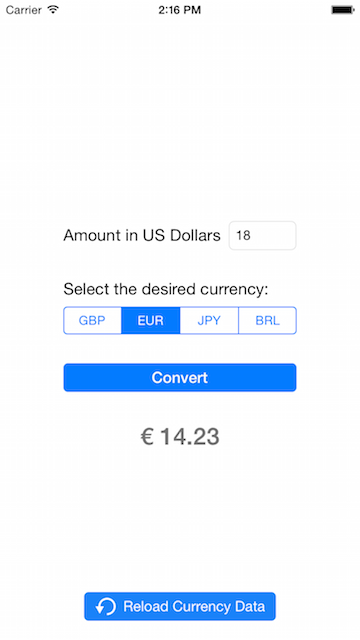 Carrier 2:16 PM
Amount in US Dollars 18
Select the desired currency:
GBP EUR JPY BRL
Convert
€ 14.23
Reload Currency Data